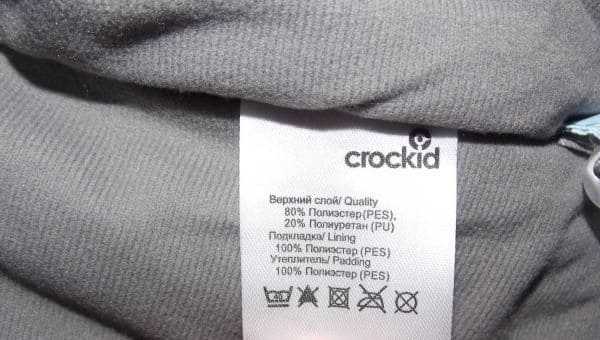 crockid
Верхний слой/ Quality
80% Полиэстер (PES),
20% Полиуретан (PU)
Подкладка/ Lining
100% Полиэстер (PES)
Утеплитель/ Padding
100% Полиэстер (PES)
40